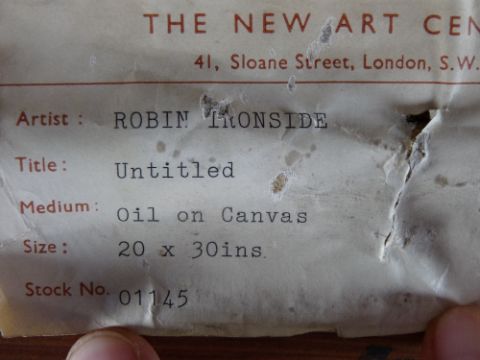 THE NEW ART CEN
41, Sloane Street, London, S.W.
Artist: ROBIN IRONSIDE
Title: Untitled
Medium: Oil on Canvas
Size: 20 x 30ins.
Stock No. 01145